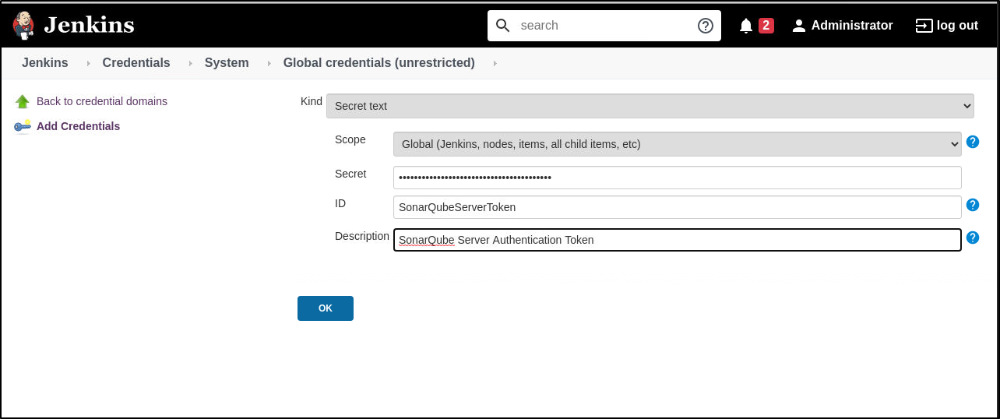 Jenkins
search
2
Administrator
log out
Jenkins
Credentials
System
Global credentials (unrestricted)
Back to credential domains
Add Credentials
Kind
Secret text
Scope
Global (Jenkins, nodes, items, all child items, etc)
?
Secret
••••••••••••••••••••••••••••••••••••••••
ID
SonarQubeServerToken
?
Description
SonarQube Server Authentication Token
?
OK